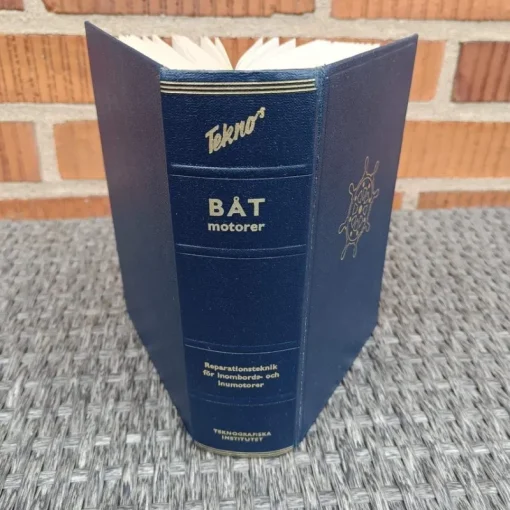 Tekno's
BÅT
motorer
Reparationsteknik
för Inombords- och
Inumotorer
TEKNOGRAFISKA
INSTITUTET